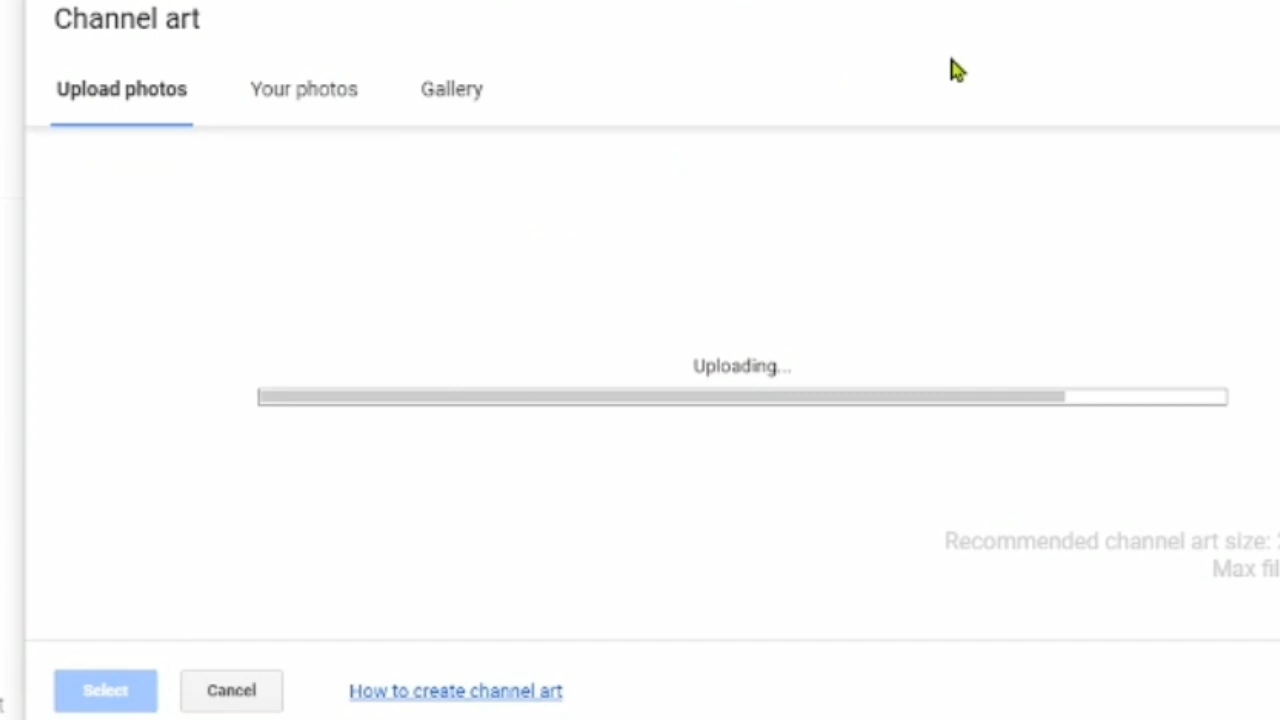 Channel art
Upload photos Your photos Gallery
Uploading...
Recommended channel art size:
Max
Select Cancel How to create channel art